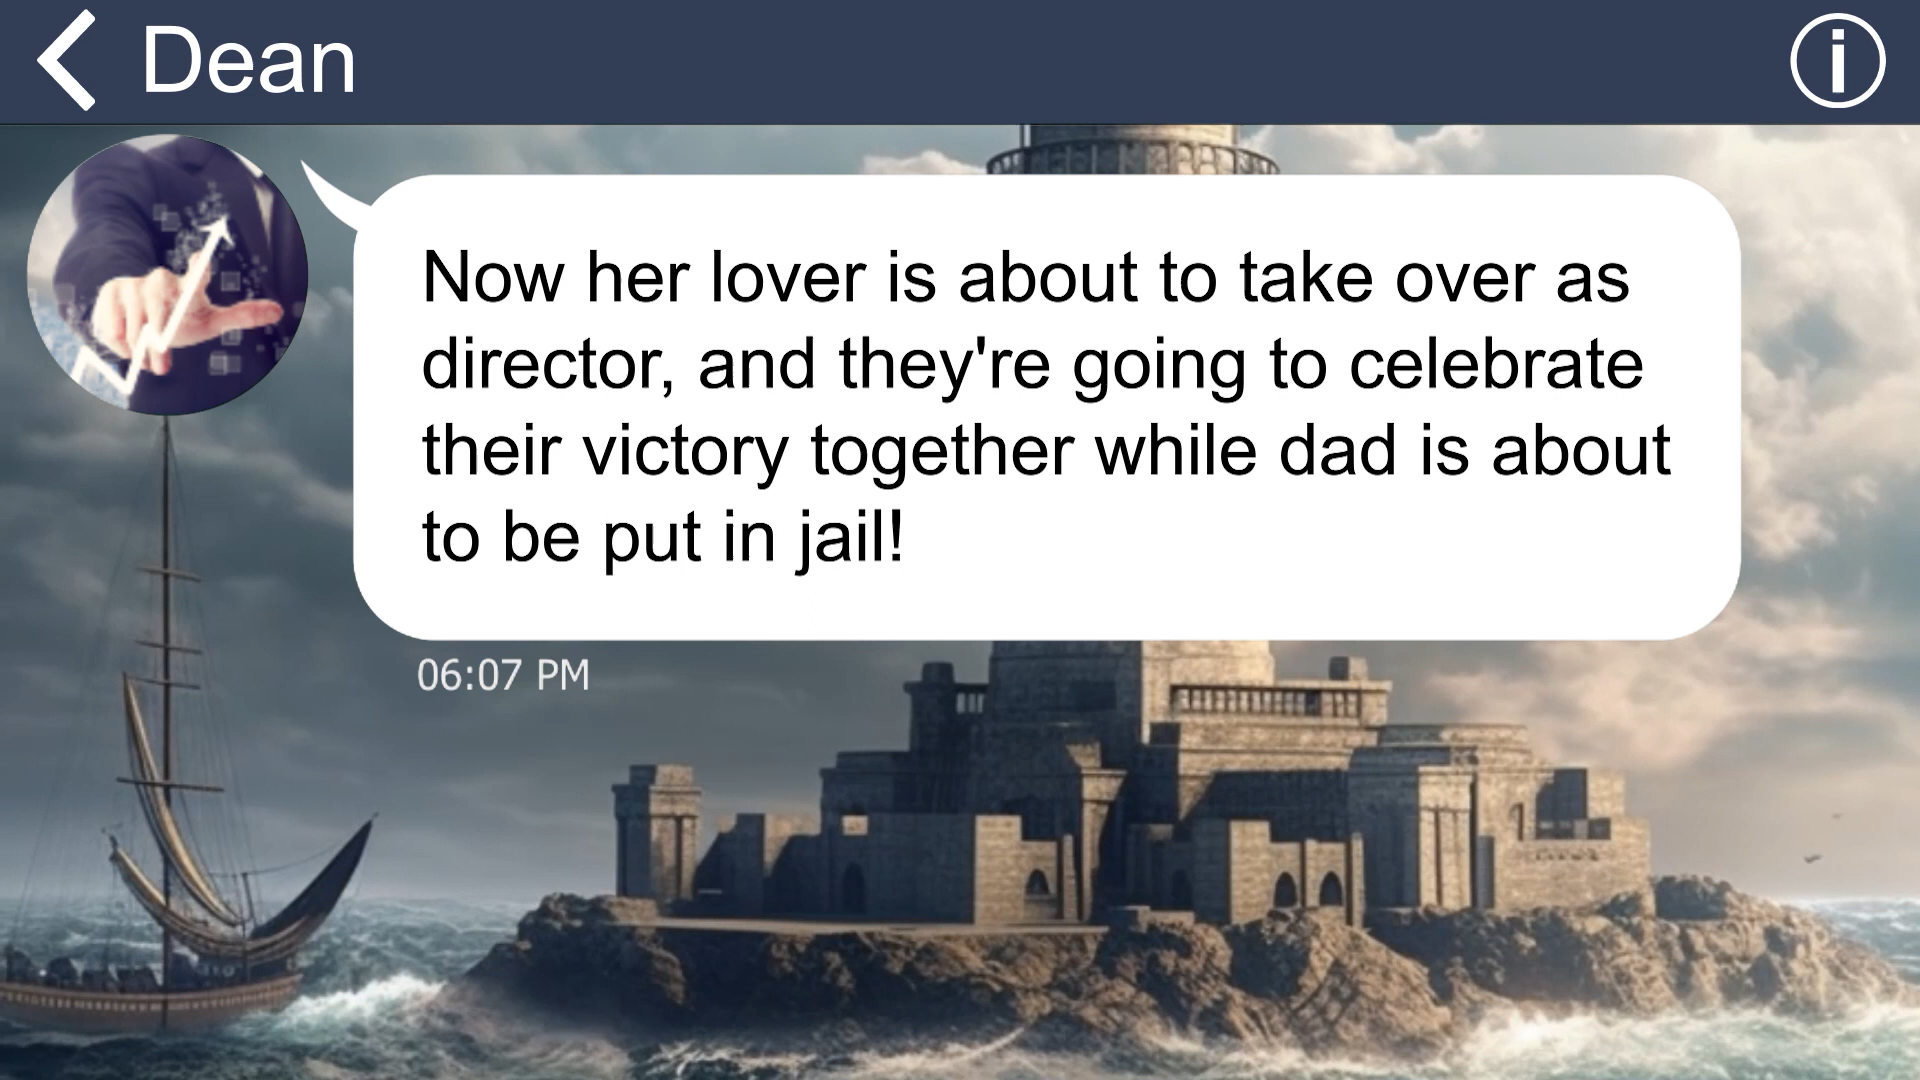 Dean
Now her lover is about to take over as
director, and they're going to celebrate
their victory together while dad is about
to be put in jail!
06:07 PM